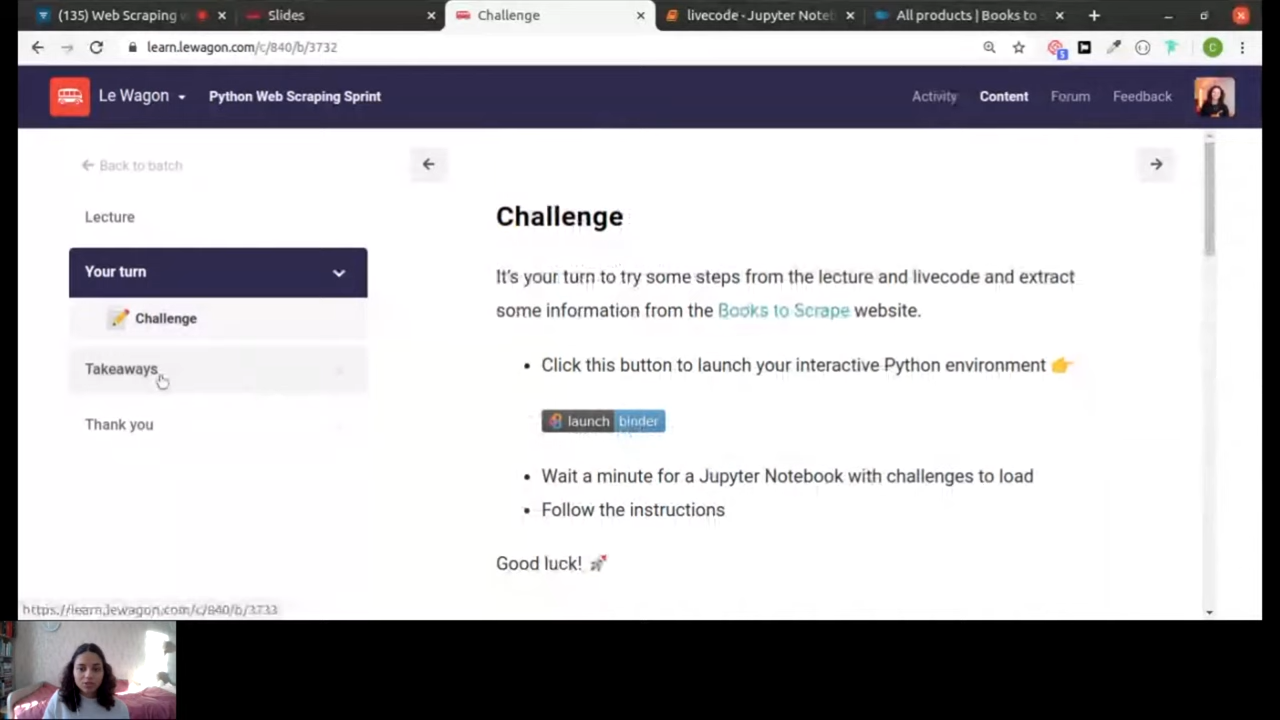 (135) Web Scraping
Slides
Challenge
livecode - Jupyter Noteb
All products | Books to
learn.lewagon.com/c/840/b/3732
5
C
Le Wagon
Python Web Scraping Sprint
Activity
Content
Forum
Feedback
Back to batch
Lecture
Your turn
Challenge
Takeaways
Thank you
Challenge
It's your turn to try some steps from the lecture and livecode and extract
some information from the Books to Scrape website.
• Click this button to launch your interactive Python environment 👉
launch binder
• Wait a minute for a Jupyter Notebook with challenges to load
• Follow the instructions
Good luck! 🚀
https://learn.lewagon.com/c/840/b/3733